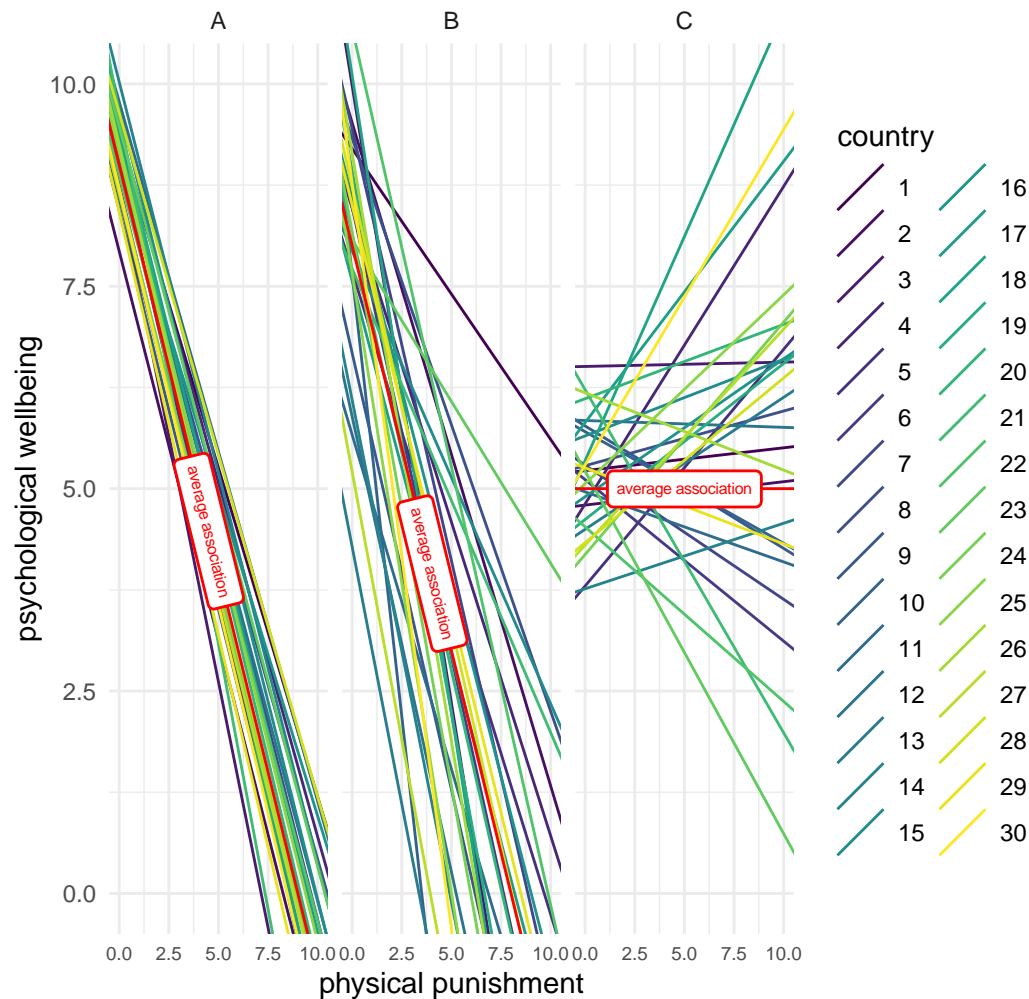 A B C
psychological wellbeing
10.0
7.5
5.0
2.5
0.0
average association
average association
average association
0.0 2.5 5.0 7.5 10.0 0.0 2.5 5.0 7.5 10.0 0.0 2.5 5.0 7.5 10.0
physical punishment
country
1 16
2 17
3 18
4 19
5 20
6 21
7 22
8 23
9 24
10 25
11 26
12 27
13 28
14 29
15 30